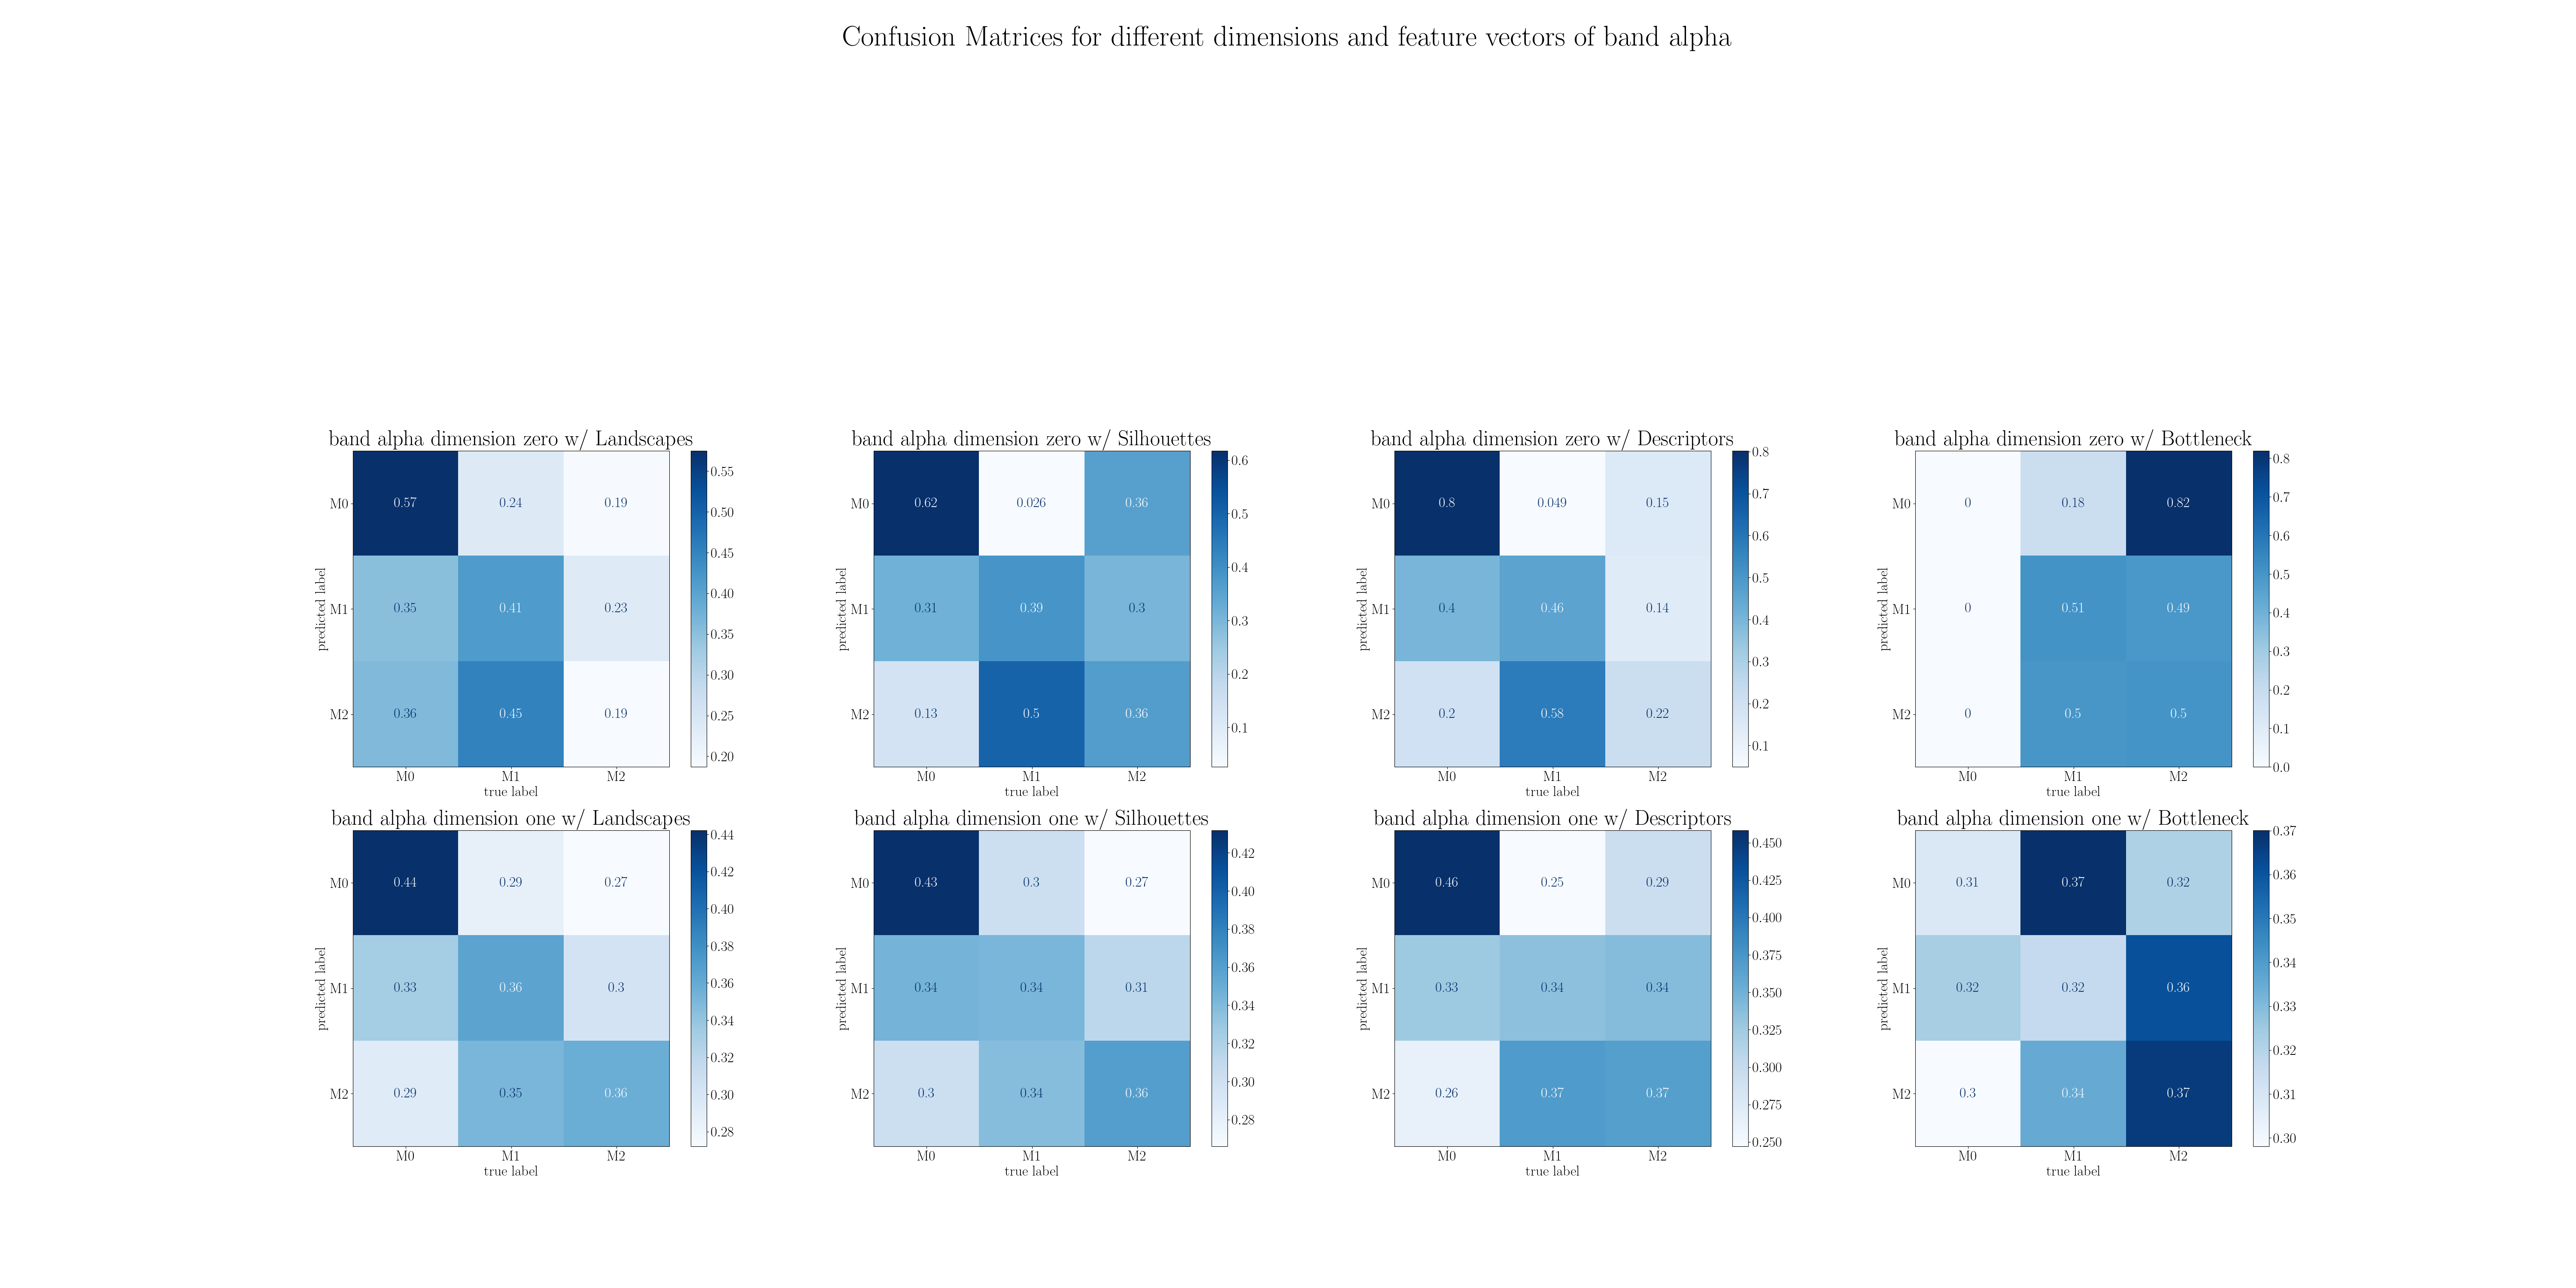 Confusion Matrices for different dimensions and feature vectors of band alpha
band alpha dimension zero w/ Landscapes
predicted label
M0 0.57 0.24 0.19
M1 0.35 0.41 0.23
M2 0.36 0.45 0.19
M0 M1 M2
true label
0.55
0.50
0.45
0.40
0.35
0.30
0.25
0.20
band alpha dimension zero w/ Silhouettes
predicted label
M0 0.62 0.026 0.36
M1 0.31 0.39 0.3
M2 0.13 0.5 0.36
M0 M1 M2
true label
0.6
0.5
0.4
0.3
0.2
0.1
band alpha dimension zero w/ Descriptors
predicted label
M0 0.8 0.049 0.15
M1 0.4 0.46 0.14
M2 0.2 0.58 0.22
M0 M1 M2
true label
0.8
0.7
0.6
0.5
0.4
0.3
0.2
0.1
band alpha dimension zero w/ Bottleneck
predicted label
M0 0 0.18 0.82
M1 0 0.51 0.49
M2 0 0.5 0.5
M0 M1 M2
true label
0.8
0.7
0.6
0.5
0.4
0.3
0.2
0.1
0.0
band alpha dimension one w/ Landscapes
predicted label
M0 0.44 0.29 0.27
M1 0.33 0.36 0.3
M2 0.29 0.35 0.36
M0 M1 M2
true label
0.44
0.42
0.40
0.38
0.36
0.34
0.32
0.30
0.28
band alpha dimension one w/ Silhouettes
predicted label
M0 0.43 0.3 0.27
M1 0.34 0.34 0.31
M2 0.3 0.34 0.36
M0 M1 M2
true label
0.42
0.40
0.38
0.36
0.34
0.32
0.30
0.28
band alpha dimension one w/ Descriptors
predicted label
M0 0.46 0.25 0.29
M1 0.33 0.34 0.34
M2 0.26 0.37 0.37
M0 M1 M2
true label
0.450
0.425
0.400
0.375
0.350
0.325
0.300
0.275
0.250
band alpha dimension one w/ Bottleneck
predicted label
M0 0.31 0.37 0.32
M1 0.32 0.32 0.36
M2 0.3 0.34 0.37
M0 M1 M2
true label
0.37
0.36
0.35
0.34
0.33
0.32
0.31
0.30